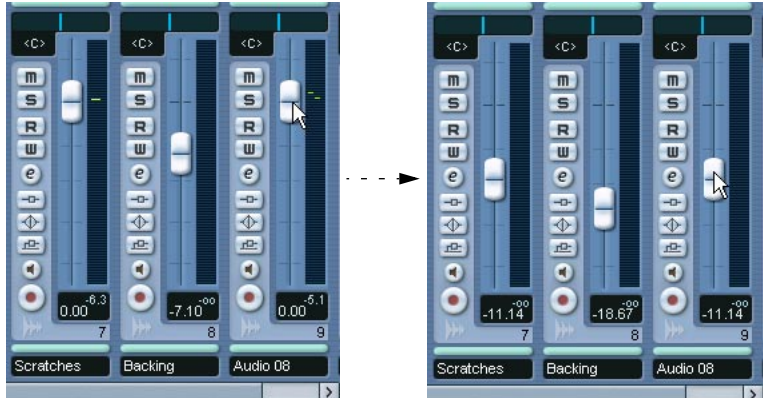 <C> <C> <C>
m m m
S S S
R R R
W W W
e e e
-6.3 -oo -5.1
0.00 -7.10 0.00
7 8 9
Scratches Backing Audio 08
>
<C> <C> <C>
m m m
S S S
R R R
W W W
e e e
-oo -oo -oo
-11.14 -18.67 -11.14
7 8 9
Scratches Backing Audio 08
>